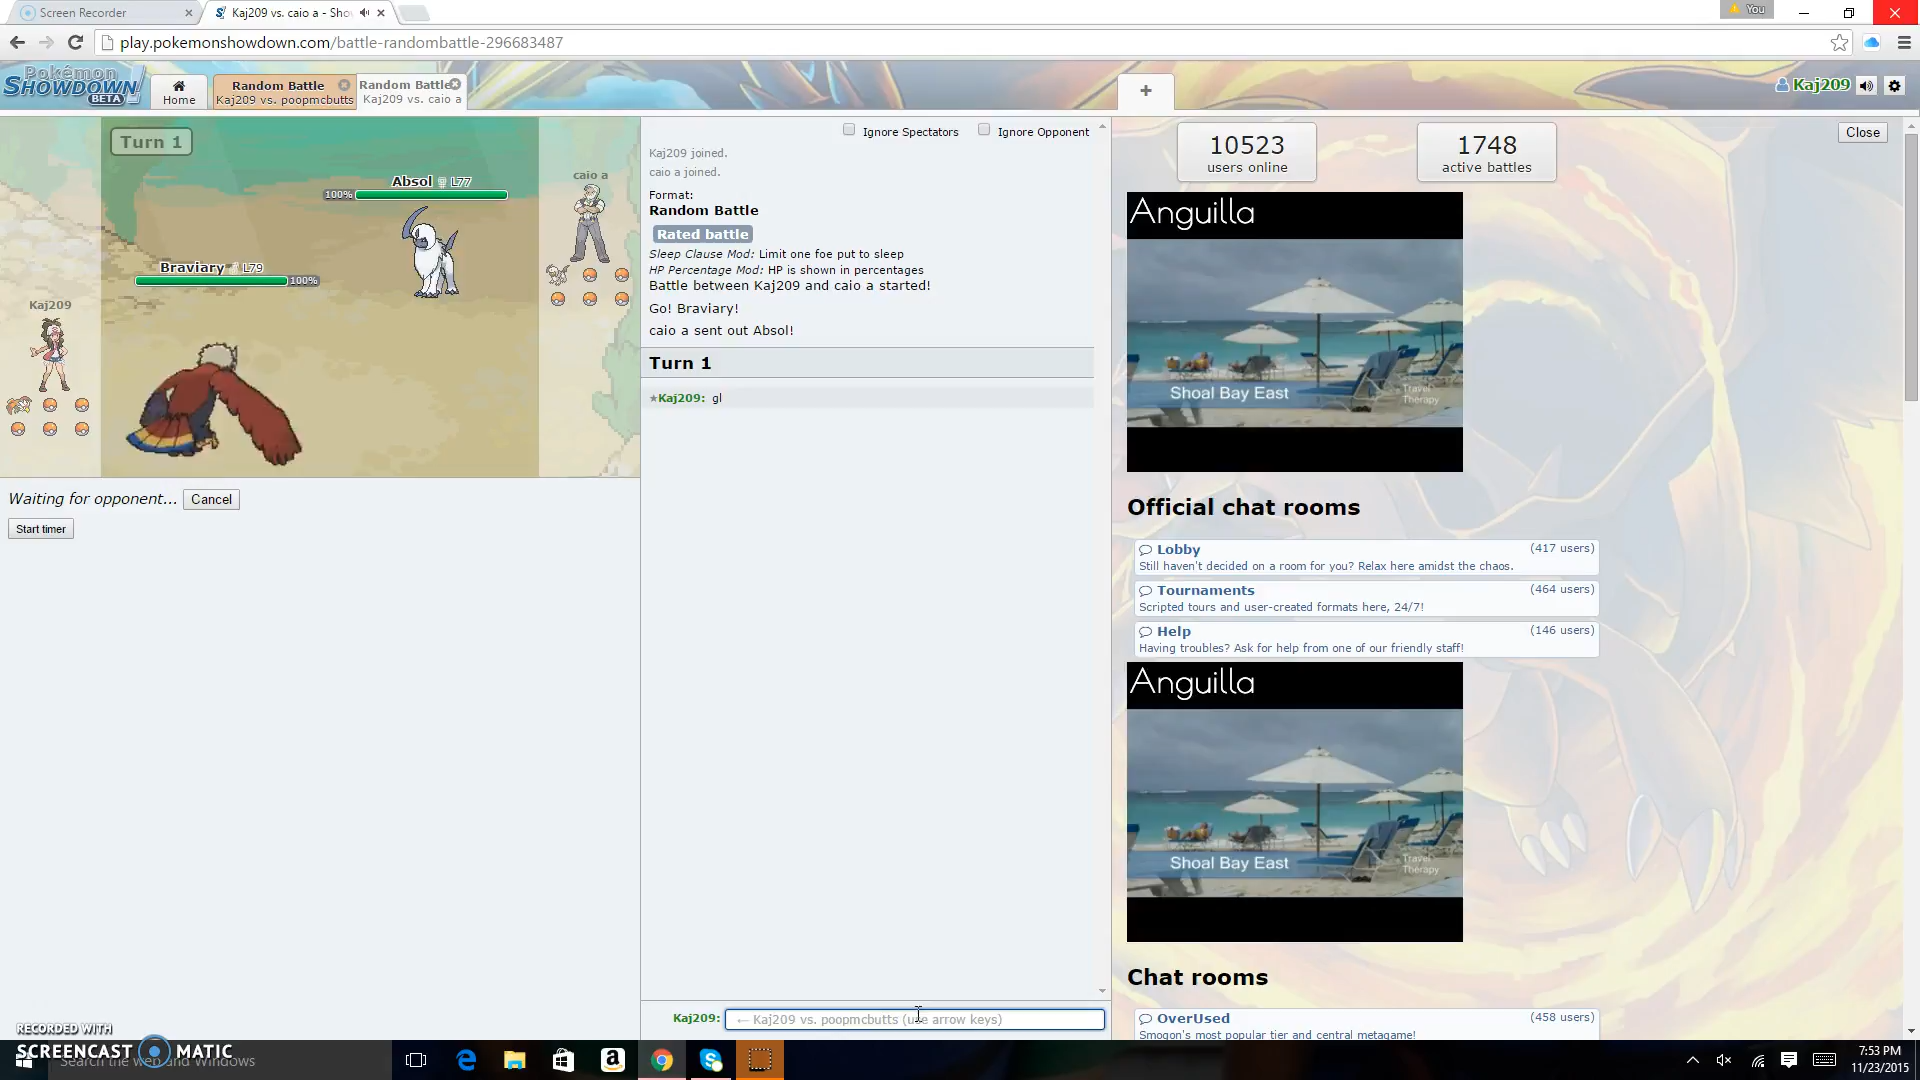 Screen Recorder
Kaj209 vs. caio a - Sho
You
play.pokemonshowdown.com/battle-randombattle-296683487
Pokémon
SHOWDOWN
BETA
Home
Random Battle
Kaj209 vs. poopmcbutts
Random Battle
Kaj209 vs. caio a
+
Kaj209
Turn 1
Absol L77
100%
caio a
Braviary L79
100%
Kaj209
Waiting for opponent... Cancel
Start timer
Ignore Spectators Ignore Opponent
Kaj209 joined.
caio a joined.
Format:
Random Battle
Rated battle
Sleep Clause Mod: Limit one foe put to sleep
HP Percentage Mod: HP is shown in percentages
Battle between Kaj209 and caio a started!
Go! Braviary!
caio a sent out Absol!
Turn 1
★Kaj209: gl
Kaj209: ← Kaj209 vs. poopmcbutts (use arrow keys)
10523
users online
1748
active battles
Close
Anguilla
Shoal Bay East
Travel
Therapy
Official chat rooms
Lobby (417 users)
Still haven't decided on a room for you? Relax here amidst the chaos.
Tournaments (464 users)
Scripted tours and user-created formats here, 24/7!
Help (146 users)
Having troubles? Ask for help from one of our friendly staff!
Anguilla
Shoal Bay East
Travel
Therapy
Chat rooms
OverUsed (458 users)
Smogon's most popular tier and central metagame!
RECORDED WITH
SCREENCAST MATIC
Search the web and Windows
7:53 PM
11/23/2015